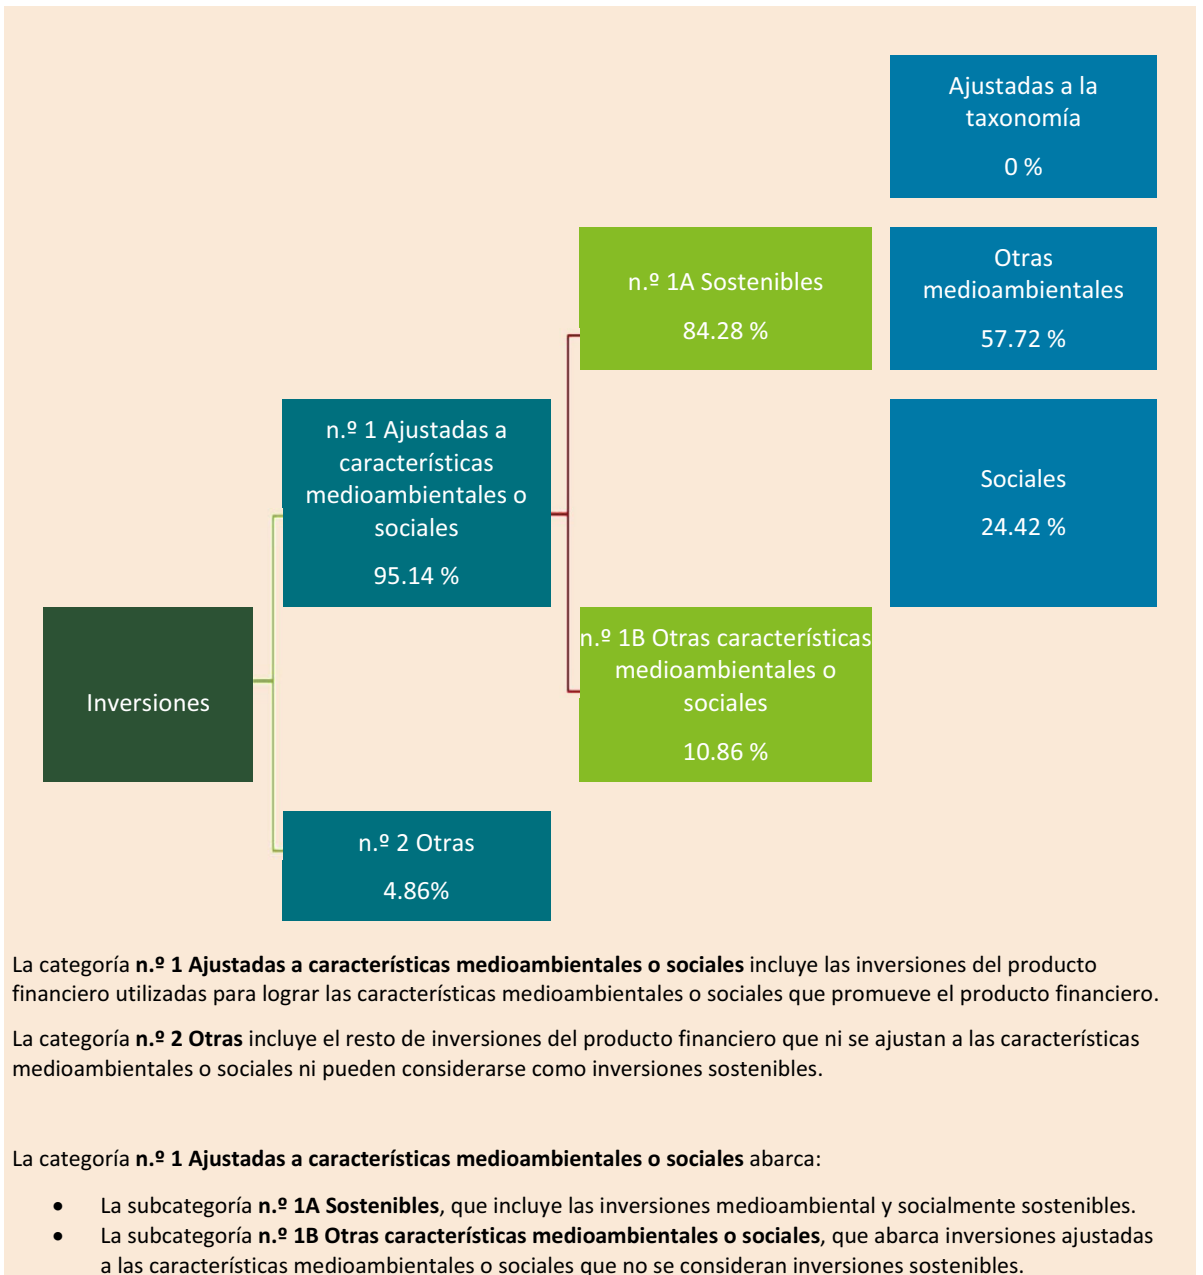 Ajustadas a la
taxonomía
0 %
n.º 1A Sostenibles
84.28 %
Otras
medioambientales
57.72 %
n.º 1 Ajustadas a
características
medioambientales o
sociales
95.14 %
Sociales
24.42 %
Inversiones
n.º 1B Otras características
medioambientales o
sociales
10.86 %
n.º 2 Otras
4.86%
La categoría n.º 1 Ajustadas a características medioambientales o sociales incluye las inversiones del producto
financiero utilizadas para lograr las características medioambientales o sociales que promueve el producto financiero.
La categoría n.º 2 Otras incluye el resto de inversiones del producto financiero que ni se ajustan a las características
medioambientales o sociales ni pueden considerarse como inversiones sostenibles.
La categoría n.º 1 Ajustadas a características medioambientales o sociales abarca:
• La subcategoría n.º 1A Sostenibles, que incluye las inversiones medioambiental y socialmente sostenibles.
• La subcategoría n.º 1B Otras características medioambientales o sociales, que abarca inversiones ajustadas
a las características medioambientales o sociales que no se consideran inversiones sostenibles.